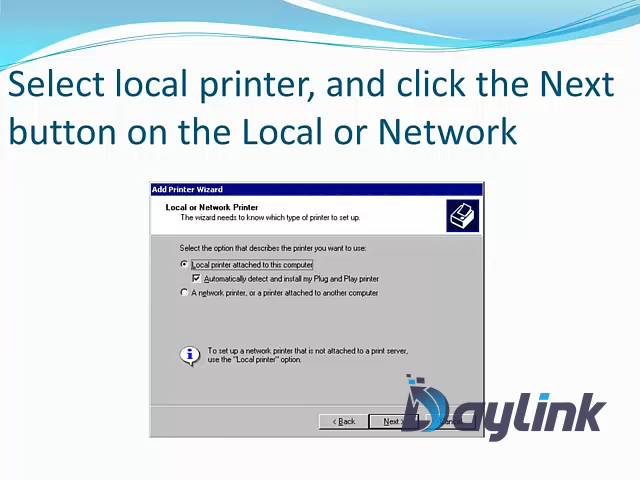 Select local printer, and click the Next
button on the Local or Network
Add Printer Wizard
Local or Network Printer
The wizard needs to know which type of printer to set up.
Select the option that describes the printer you want to use:
Local printer attached to this computer
Automatically detect and install my Plug and Play printer
A network printer, or a printer attached to another computer
To set up a network printer that is not attached to a print server,
use the "Local printer" option.
< Back Next > Cancel
Daylink